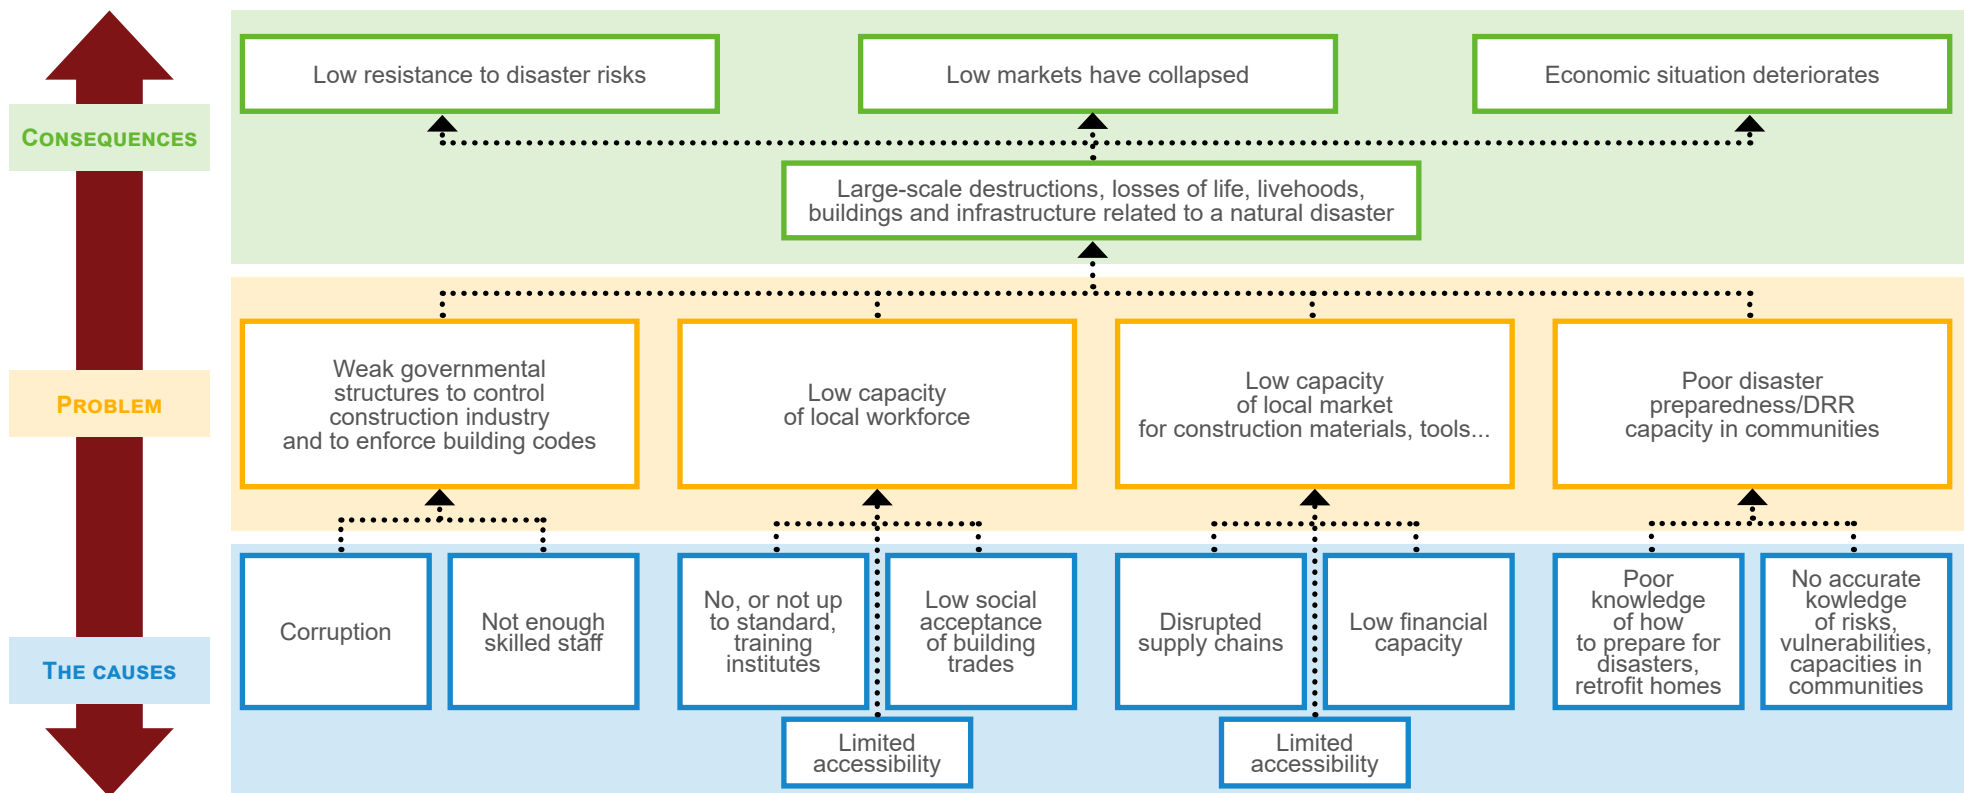 Low resistance to disaster risks
Low markets have collapsed
Economic situation deteriorates
CONSEQUENCES
Large-scale destructions, losses of life, livehoods,
buildings and infrastructure related to a natural disaster
PROBLEM
Weak governmental
structures to control
construction industry
and to enforce building codes
Low capacity
of local workforce
Low capacity
of local market
for construction materials, tools...
Poor disaster
preparedness/DRR
capacity in communities
THE CAUSES
Corruption
Not enough
skilled staff
No, or not up
to standard,
training
institutes
Low social
acceptance
of building
trades
Limited
accessibility
Disrupted
supply chains
Low financial
capacity
Limited
accessibility
Poor
knowledge
of how
to prepare for
disasters,
retrofit homes
No accurate
kowledge
of risks,
vulnerabilities,
capacities in
communities